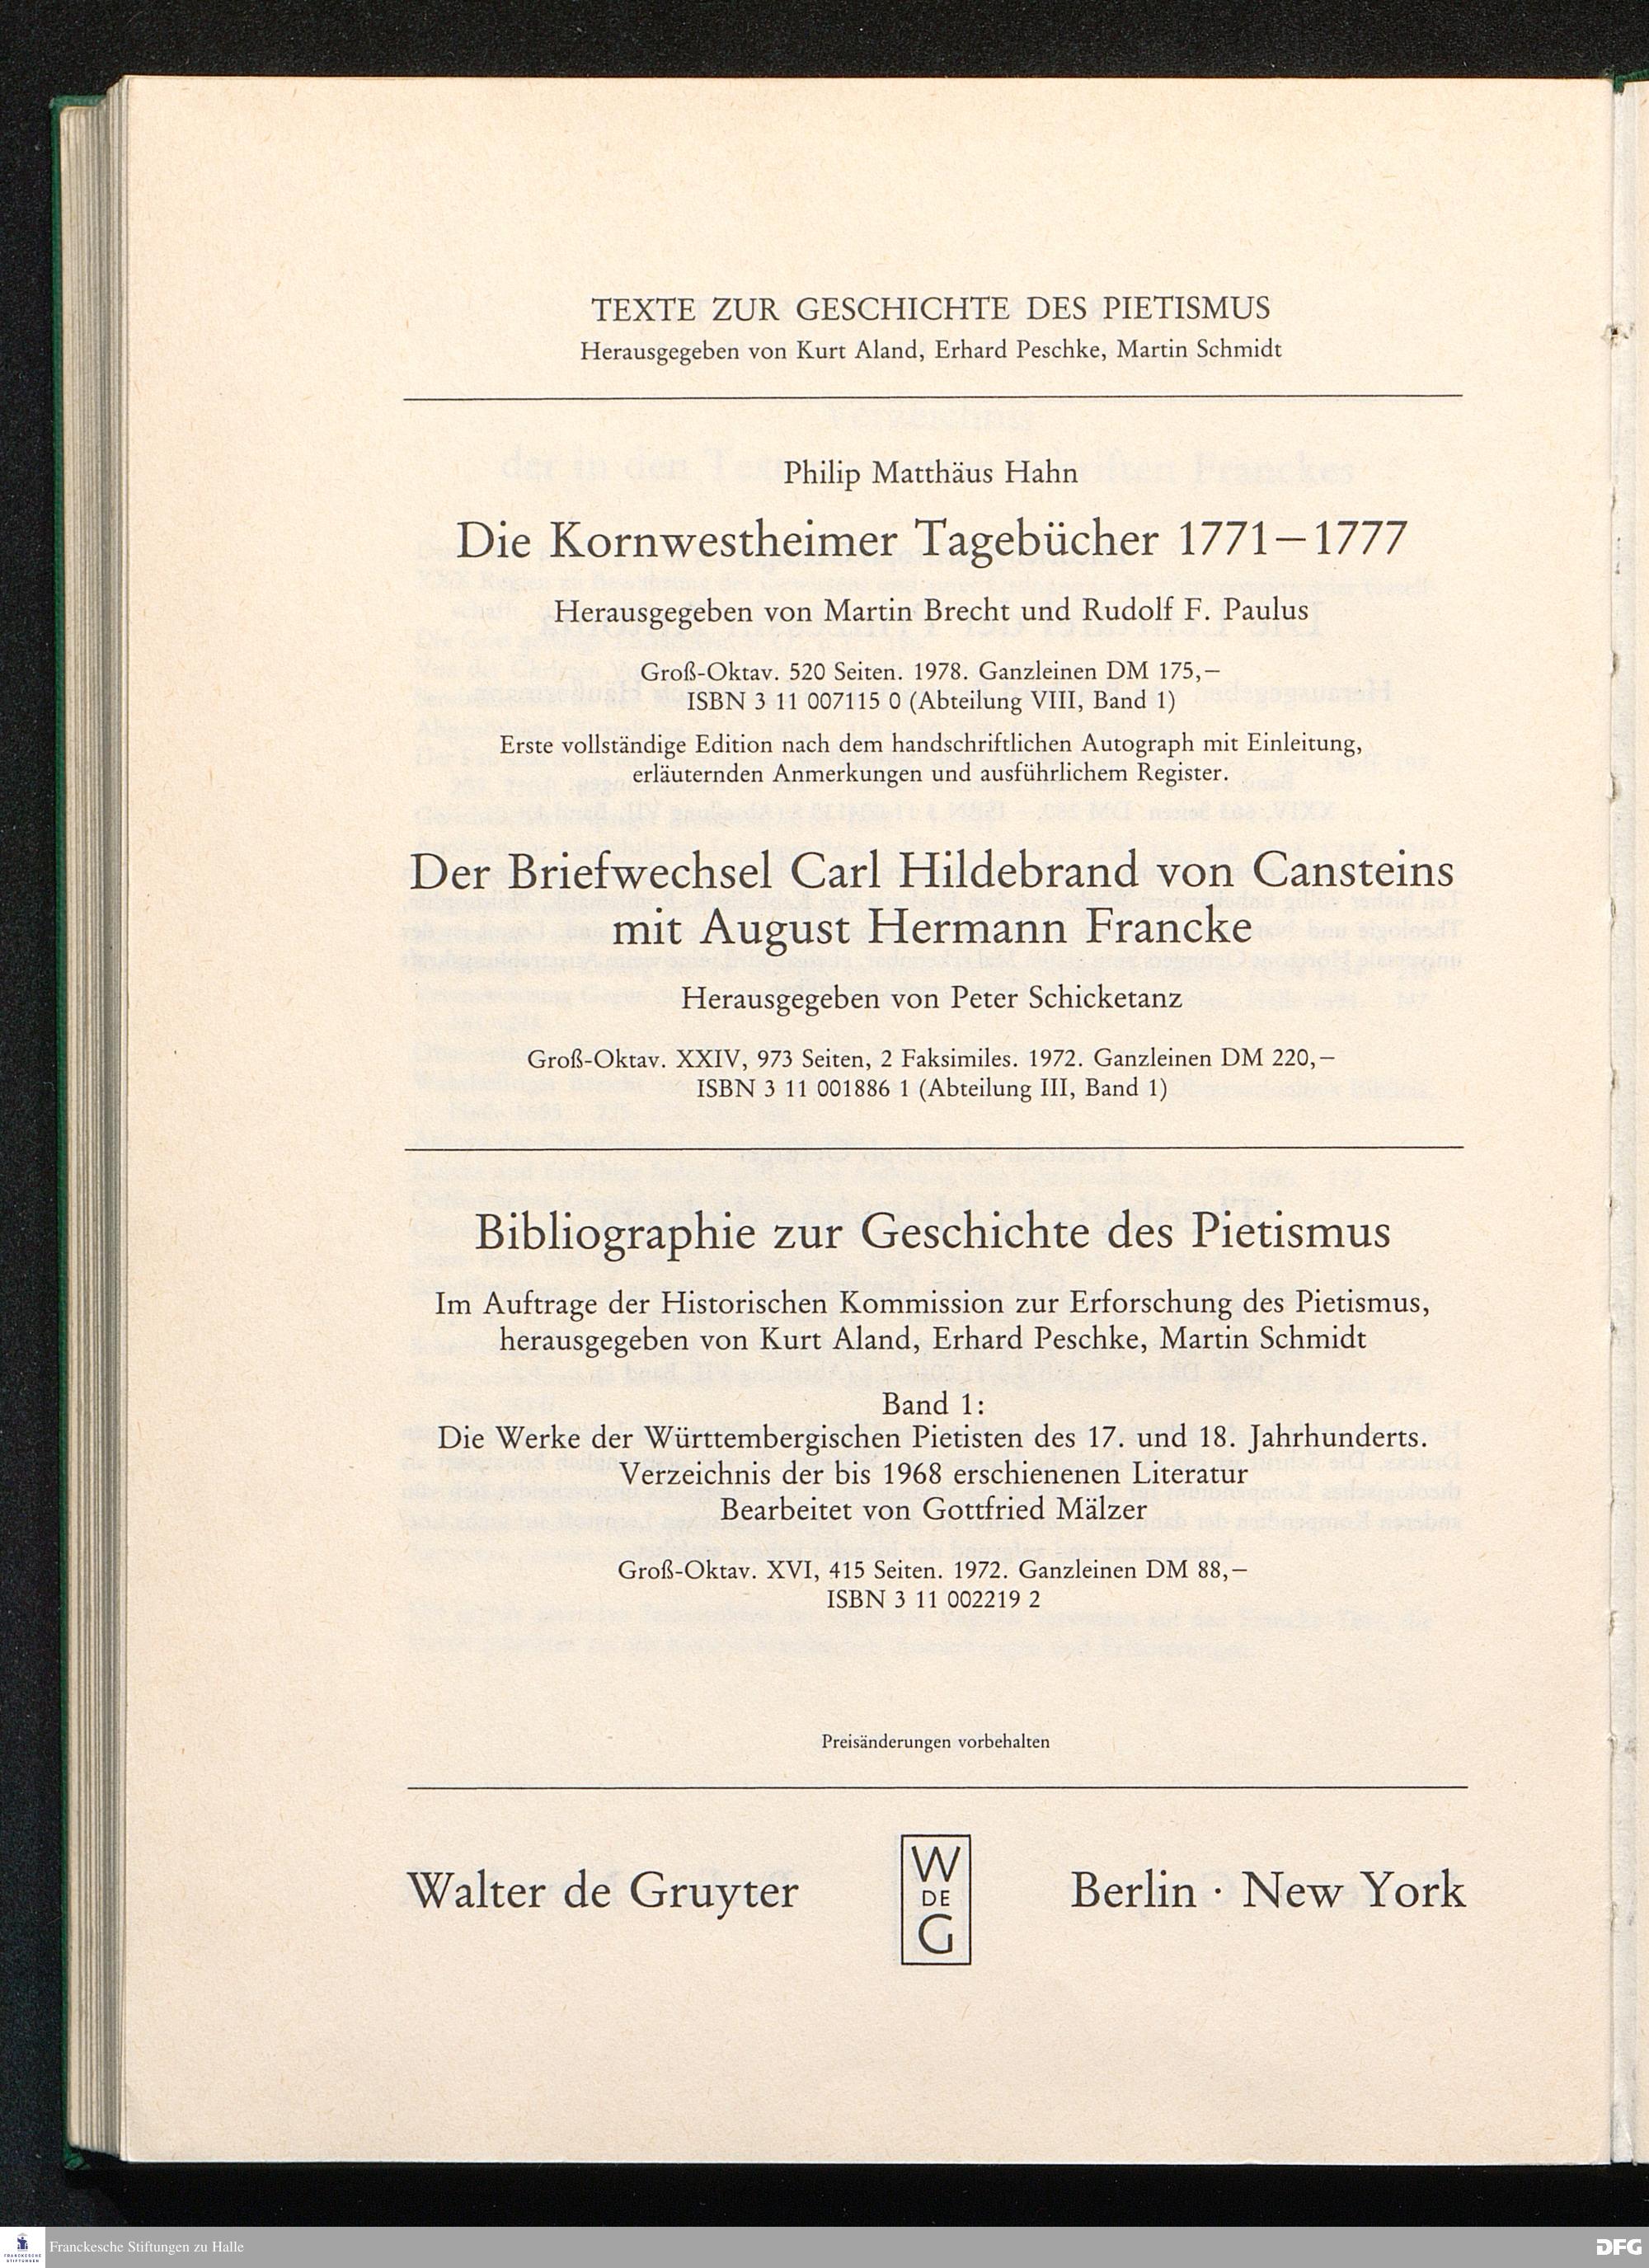 TEXTE ZUR GESCHICHTE DES PIETISMUS
Herausgegeben von Kurt Aland, Erhard Peschke, Martin Schmidt
Philip Matthäus Hahn
Die Kornwestheimer Tagebücher 1771—1777
Herausgegeben von Martin Brecht und Rudolf F. Paulus
Groß-Oktav. 520 Seiten. 1978. Ganzleinen DM 175,—
ISBN 3 11 007115 0 (Abteilung VIII, Band 1)
Erste vollständige Edition nach dem handschriftlichen Autograph mit Einleitung,
erläuternden Anmerkungen und ausführlichem Register.
Der Briefwechsel Carl Hildebrand von Cansteins
mit August Hermann Francke
Herausgegeben von Peter Schicketanz
Groß-Oktav. XXIV, 973 Seiten, 2 Faksimiles. 1972. Ganzleinen DM 220,—
ISBN 3 11 001886 1 (Abteilung III, Band 1)
Bibliographie zur Geschichte des Pietismus
Im Auftrage der Historischen Kommission zur Erforschung des Pietismus,
herausgegeben von Kurt Aland, Erhard Peschke, Martin Schmidt
Band 1:
Die Werke der Württembergischen Pietisten des 17. und 18. Jahrhunderts.
Verzeichnis der bis 1968 erschienenen Literatur
Bearbeitet von Gottfried Mälzer
Groß-Oktav. XVI, 415 Seiten. 1972. Ganzleinen DM 88,—
ISBN 3 11 002219 2
Preisänderungen vorbehalten
Walter de Gruyter
W
DE
G
Berlin · New York
FRANCKESCHE
STIFTUNGEN
Franckesche Stiftungen zu Halle
DFG